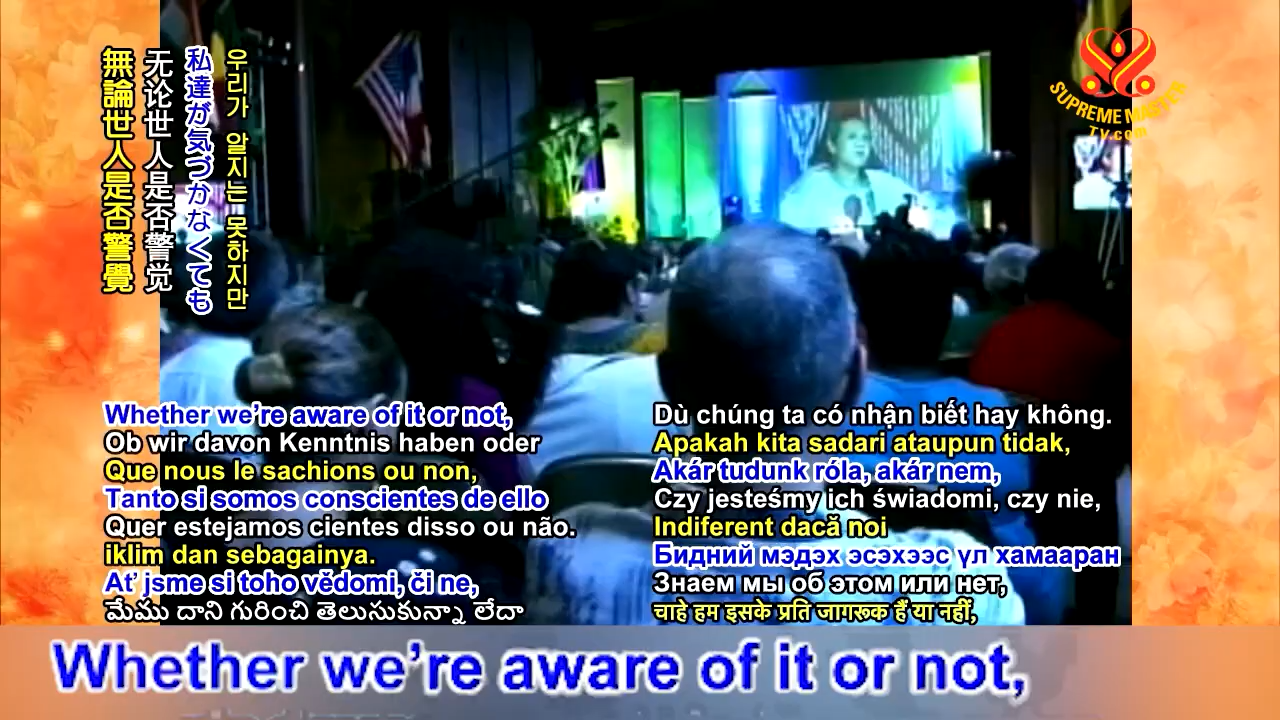 無論世人是否警覺
无论世人是否警觉
私達が気づかなくても
우리가 알지는 못하지만
SUPREME MASTER
TV.com
Whether we're aware of it or not,
Ob wir davon Kenntnis haben oder
Que nous le sachions ou non,
Tanto si somos conscientes de ello
Quer estejamos cientes disso ou não.
iklim dan sebagainya.
Ať jsme si toho vědomi, či ne,
మేము దాని గురించి తెలుసుకున్నా లేదా
Dù chúng ta có nhận biết hay không.
Apakah kita sadari ataupun tidak,
Akár tudunk róla, akár nem,
Czy jesteśmy ich świadomi, czy nie,
Indiferent dacă noi
Бидний мэдэх эсэхээс үл хамааран
Знаем мы об этом или нет,
चाहे हम इसके प्रति जागरूक हैं या नहीं,
Whether we're aware of it or not,